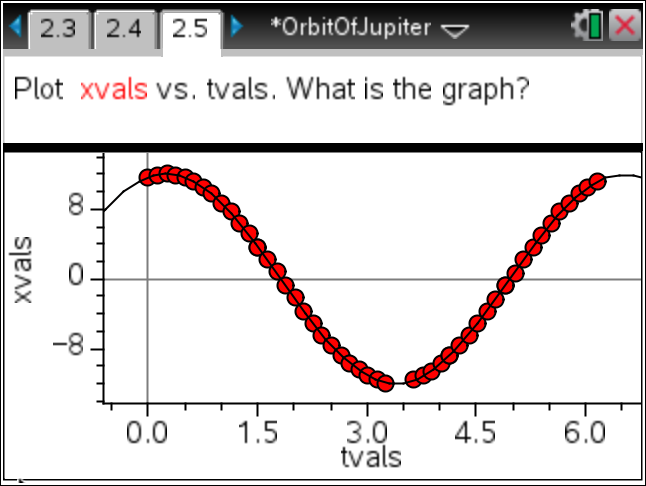 2.3 2.4 2.5 *OrbitOfJupiter
Plot xvals vs. tvals. What is the graph?
8
0
−8
xvals
0.0 1.5 3.0 4.5 6.0
tvals